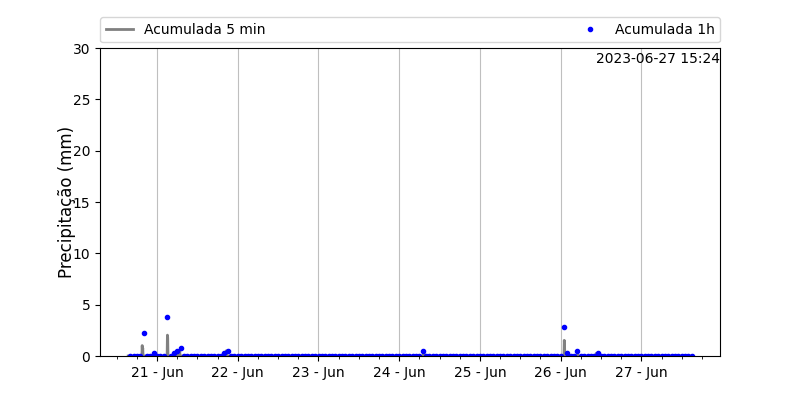 Acumulada 5 min
Acumulada 1h
2023-06-27 15:24
Precipitação (mm)
30
25
20
15
10
5
0
21 - Jun
22 - Jun
23 - Jun
24 - Jun
25 - Jun
26 - Jun
27 - Jun